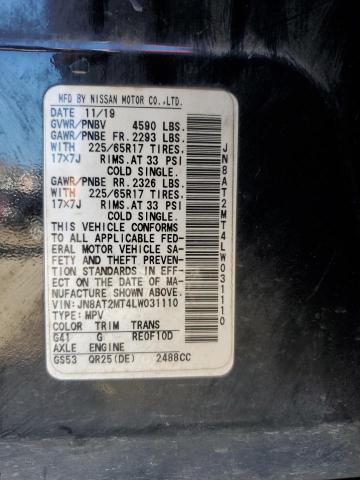 MFD BY NISSAN MOTOR CO.,LTD.
DATE 11/19
GVWR/PNBV 4590 LBS.
GAWR/PNBE FR. 2293 LBS.
WITH 225/65R17 TIRES.
17X7J RIMS.AT 33 PSI
COLD SINGLE.
GAWR/PNBE RR. 2326 LBS.
WITH 225/65R17 TIRES.
17X7J RIMS.AT 33 PSI
COLD SINGLE.
THIS VEHICLE CONFORMS
TO ALL APPLICABLE FED-
ERAL MOTOR VEHICLE SA-
FETY AND THEFT PREVEN-
TION STANDARDS IN EFF-
ECT ON THE DATE OF MA-
NUFACTURE SHOWN ABOVE.
VIN:JN8AT2MT4LW031110
TYPE:MPV
COLOR TRIM TRANS
G41 G RE0F10D
AXLE ENGINE
GS53 QR25(DE) 2488CC
JN8AT2MT4LW031110